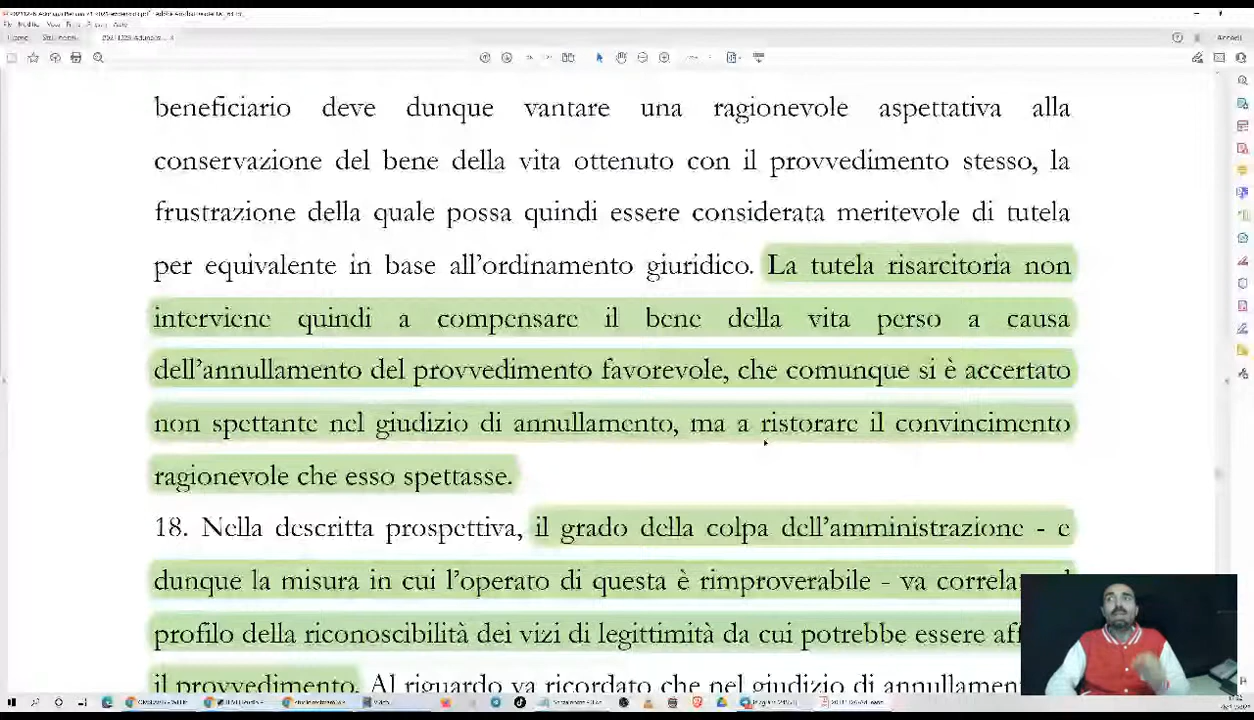 beneficiario deve dunque vantare una ragionevole aspettativa alla
conservazione del bene della vita ottenuto con il provvedimento stesso, la
frustrazione della quale possa quindi essere considerata meritevole di tutela
per equivalente in base all'ordinamento giuridico. La tutela risarcitoria non
interviene quindi a compensare il bene della vita perso a causa
dell'annullamento del provvedimento favorevole, che comunque si è accertato
non spettante nel giudizio di annullamento, ma a ristorare il convincimento
ragionevole che esso spettasse.
18. Nella descritta prospettiva, il grado della colpa dell'amministrazione - e
dunque la misura in cui l'operato di questa è rimproverabile - va
profilo della riconoscibilità dei vizi di legittimità da cui potrebbe essere
il provvedimento. Al riguardo va ricordato che nel giudizio di